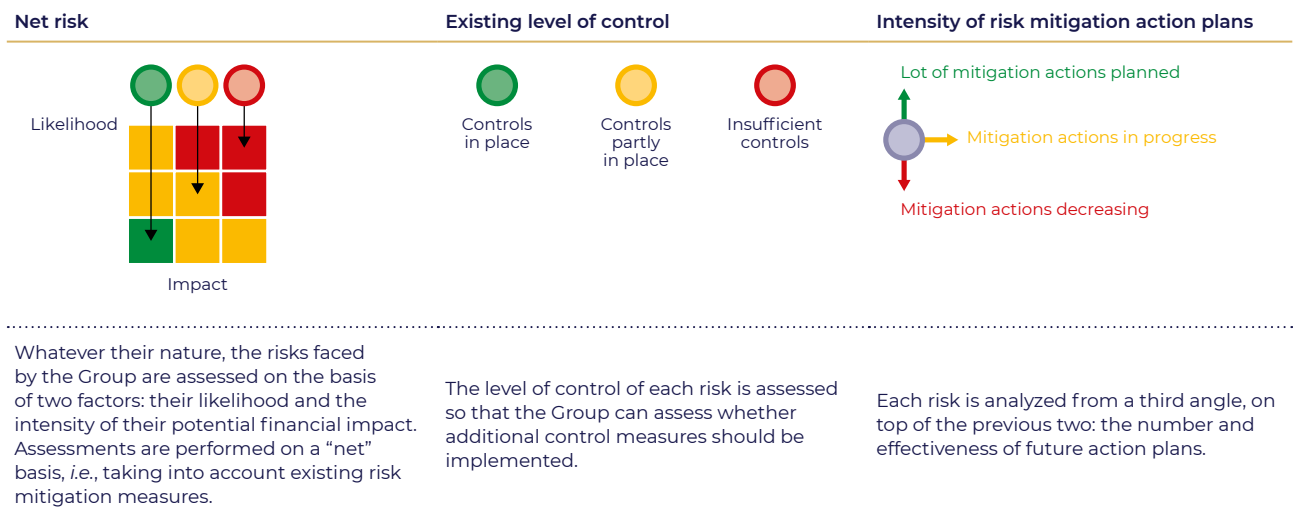 Net risk
Existing level of control
Intensity of risk mitigation action plans
Likelihood
Impact
Controls
in place
Controls
partly
in place
Insufficient
controls
Lot of mitigation actions planned
Mitigation actions in progress
Mitigation actions decreasing
Whatever their nature, the risks faced
by the Group are assessed on the basis
of two factors: their likelihood and the
intensity of their potential financial impact.
Assessments are performed on a “net”
basis, i.e., taking into account existing risk
mitigation measures.
The level of control of each risk is assessed
so that the Group can assess whether
additional control measures should be
implemented.
Each risk is analyzed from a third angle, on
top of the previous two: the number and
effectiveness of future action plans.